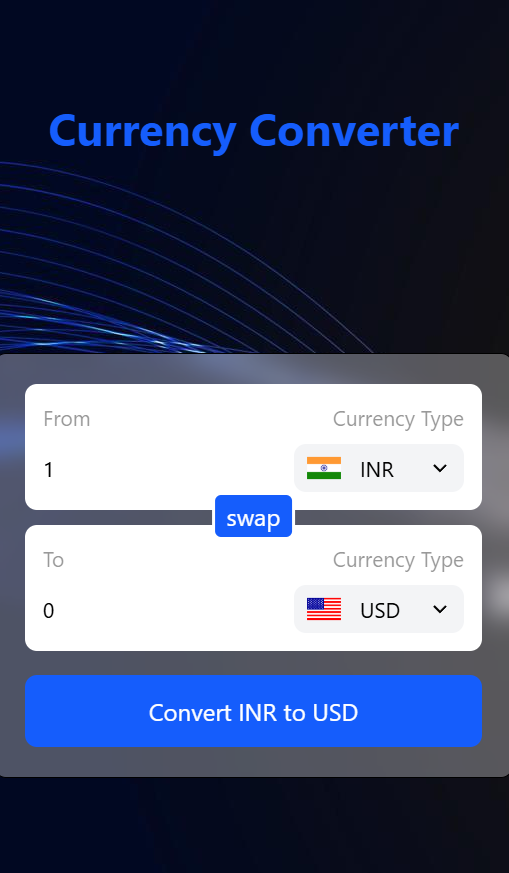 Currency Converter
From Currency Type
1 INR
swap
To Currency Type
0 USD
Convert INR to USD